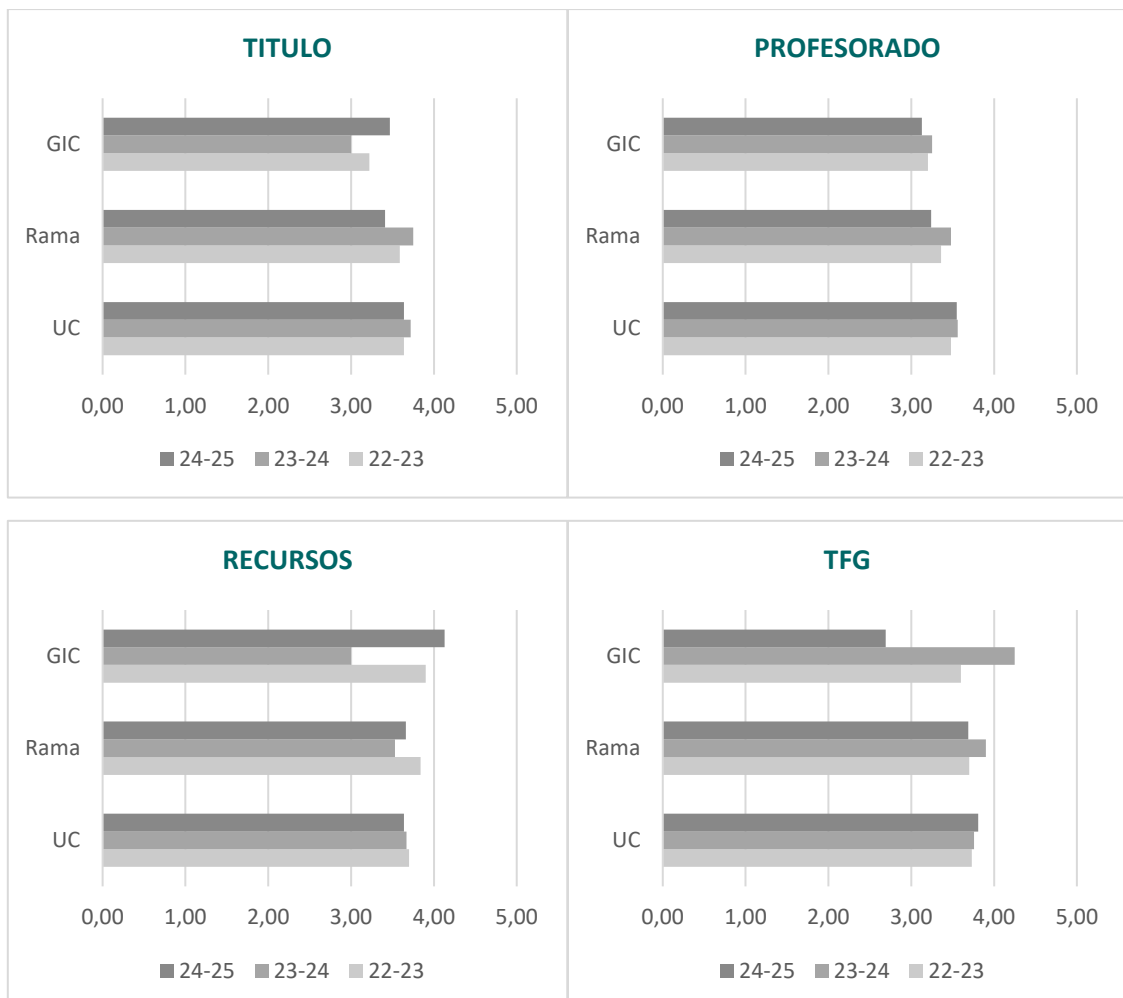 TITULO
GIC
Rama
UC
0,00 1,00 2,00 3,00 4,00 5,00
24-25 23-24 22-23
PROFESORADO
GIC
Rama
UC
0,00 1,00 2,00 3,00 4,00 5,00
24-25 23-24 22-23
RECURSOS
GIC
Rama
UC
0,00 1,00 2,00 3,00 4,00 5,00
24-25 23-24 22-23
TFG
GIC
Rama
UC
0,00 1,00 2,00 3,00 4,00 5,00
24-25 23-24 22-23